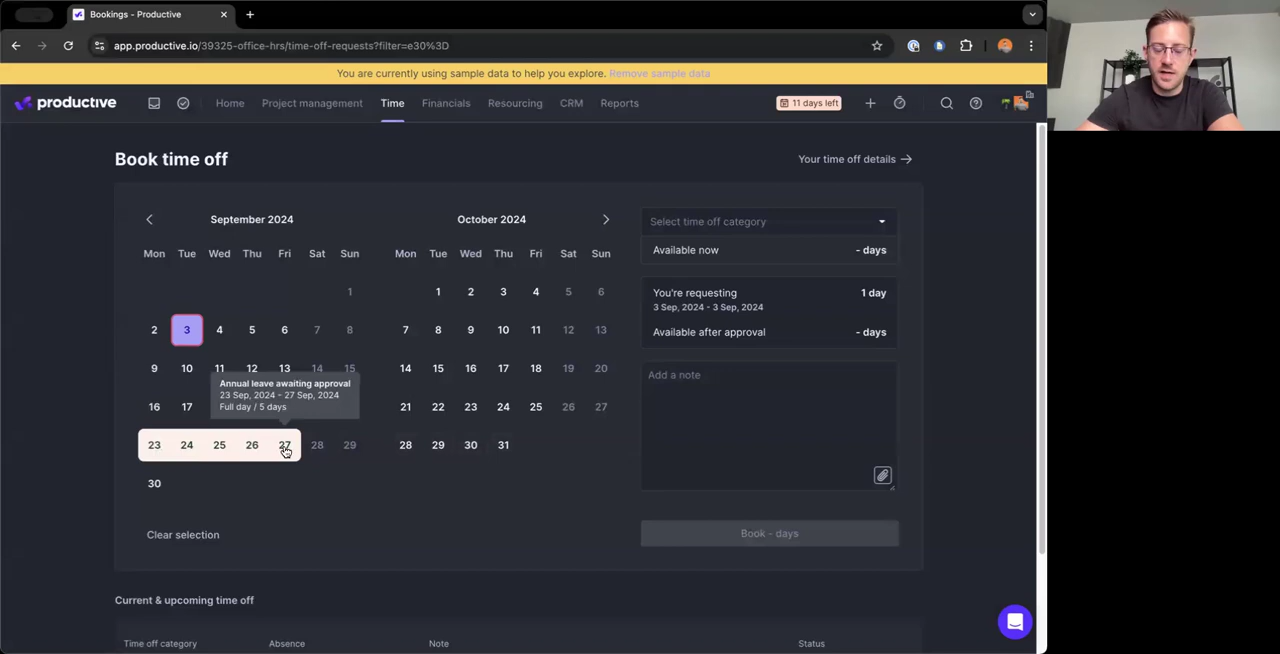 Bookings - Productive
app.productive.io/39325-office-hrs/time-off-requests?filter=e30%3D
You are currently using sample data to help you explore. Remove sample data
productive
Home
Project management
Time
Financials
Resourcing
CRM
Reports
11 days left
Book time off
Your time off details →
September 2024
October 2024
Mon Tue Wed Thu Fri Sat Sun
1
2 3 4 5 6 7 8
9 10 11 12 13 14 15
16 17
23 24 25 26 27 28 29
30
Annual leave awaiting approval
23 Sep, 2024 - 27 Sep, 2024
Full day / 5 days
Mon Tue Wed Thu Fri Sat Sun
1 2 3 4 5 6
7 8 9 10 11 12 13
14 15 16 17 18 19 20
21 22 23 24 25 26 27
28 29 30 31
Clear selection
Select time off category
Available now - days
You're requesting 1 day
3 Sep, 2024 - 3 Sep, 2024
Available after approval - days
Add a note
Book - days
Current & upcoming time off
Time off category Absence Note Status